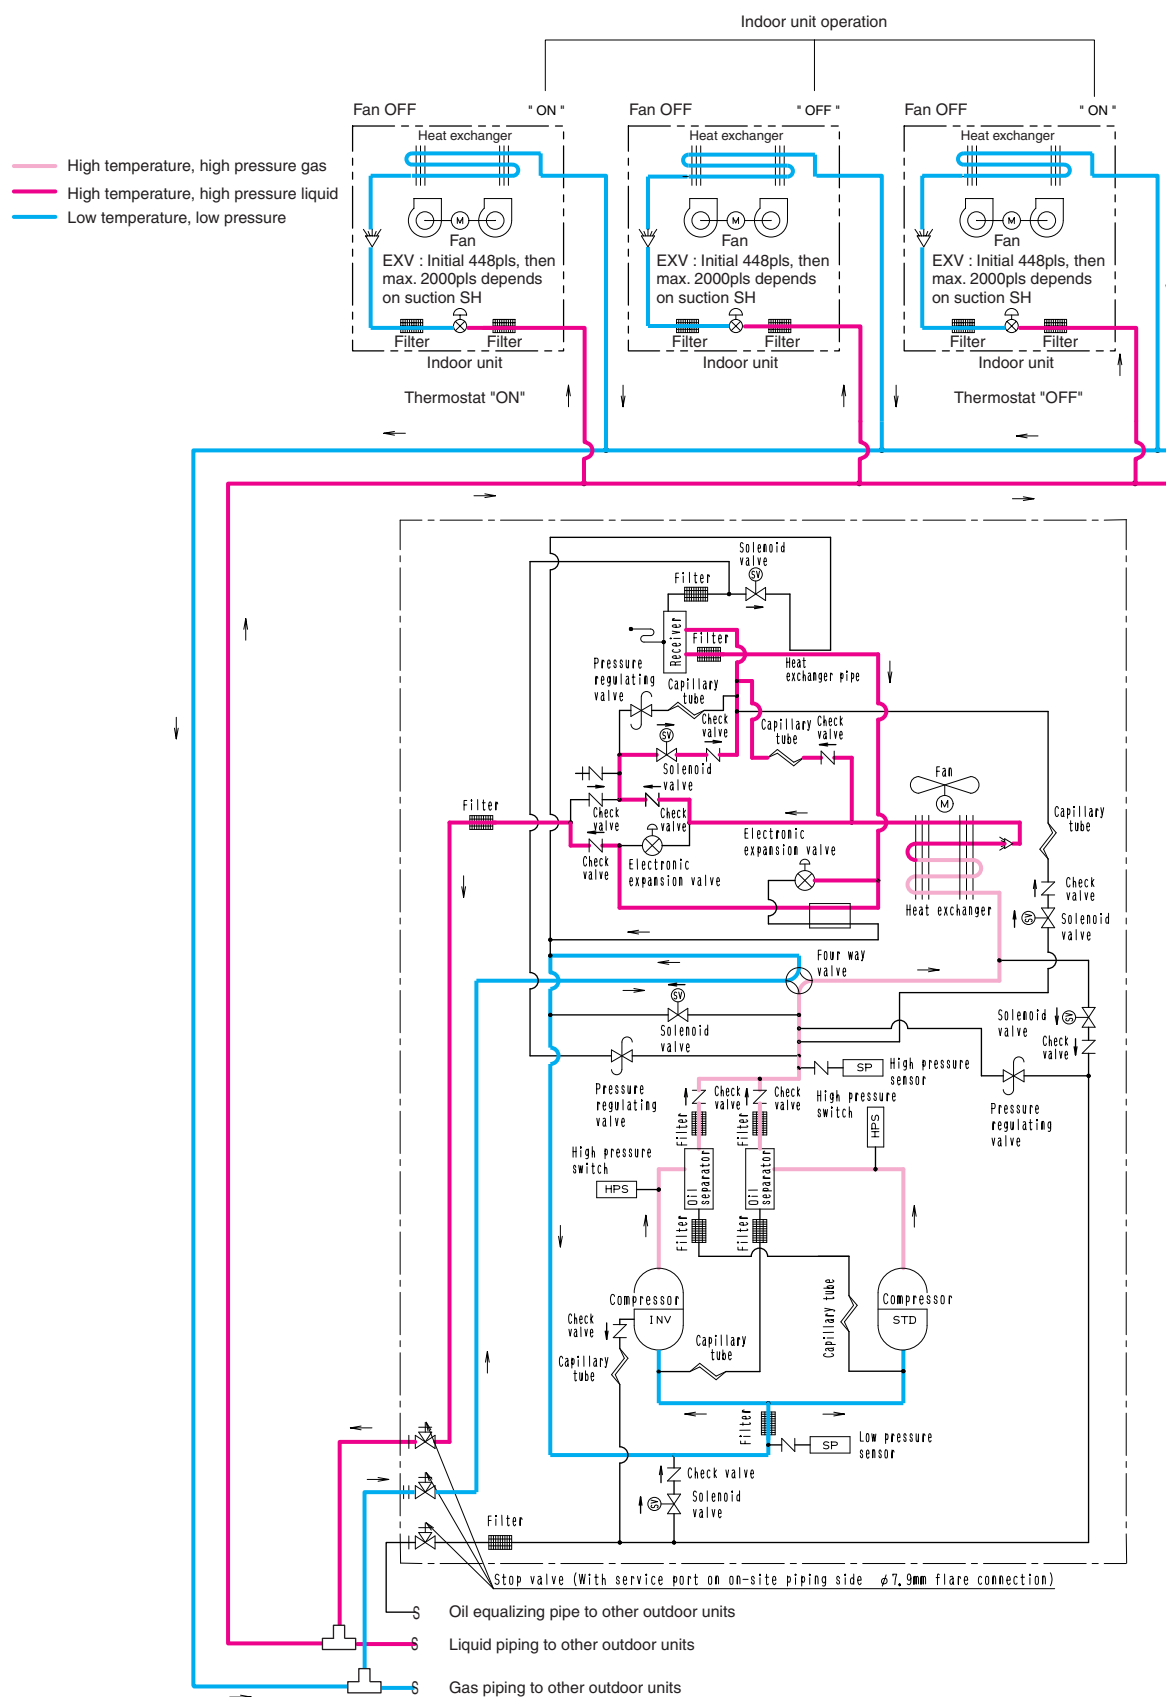 Indoor unit operation
Fan OFF " ON " Fan OFF " OFF " Fan OFF " ON "
Heat exchanger Heat exchanger Heat exchanger
High temperature, high pressure gas
High temperature, high pressure liquid
Low temperature, low pressure
M M M
Fan Fan Fan
EXV : Initial 448pls, then
max. 2000pls depends
on suction SH
EXV : Initial 448pls, then
max. 2000pls depends
on suction SH
EXV : Initial 448pls, then
max. 2000pls depends
on suction SH
Filter Filter Filter Filter Filter Filter
Indoor unit Indoor unit Indoor unit
Thermostat "ON" Thermostat "OFF"
Solenoid
valve
SV
Filter
Receiver
Filter
Heat
exchanger pipe
Pressure
regulating
valve
Capillary
tube
Check
valve
SV
Solenoid
valve
Capillary
tube
Check
valve
Fan
M
Filter
Check
valve
Check
valve
Check
valve
Electronic
expansion valve
Electronic
expansion valve
Heat exchanger
Capillary
tube
Check
valve
SV
Solenoid
valve
Four way
valve
SV
Solenoid
valve
Solenoid
valve
SV
Check
valve
SP
High pressure
sensor
Pressure
regulating
valve
Check
valve
Check
valve
High pressure
switch
HPS
Pressure
regulating
valve
Filter
Filter
High pressure
switch
HPS
Oil
separator
Oil
separator
Filter
Filter
Compressor
INV
Compressor
STD
Check
valve
Capillary
tube
Capillary
tube
Capillary tube
Filter
SP
Low pressure
sensor
Check valve
SV
Solenoid
valve
Filter
Stop valve (With service port on on-site piping side φ7.9mm flare connection)
Oil equalizing pipe to other outdoor units
Liquid piping to other outdoor units
Gas piping to other outdoor units